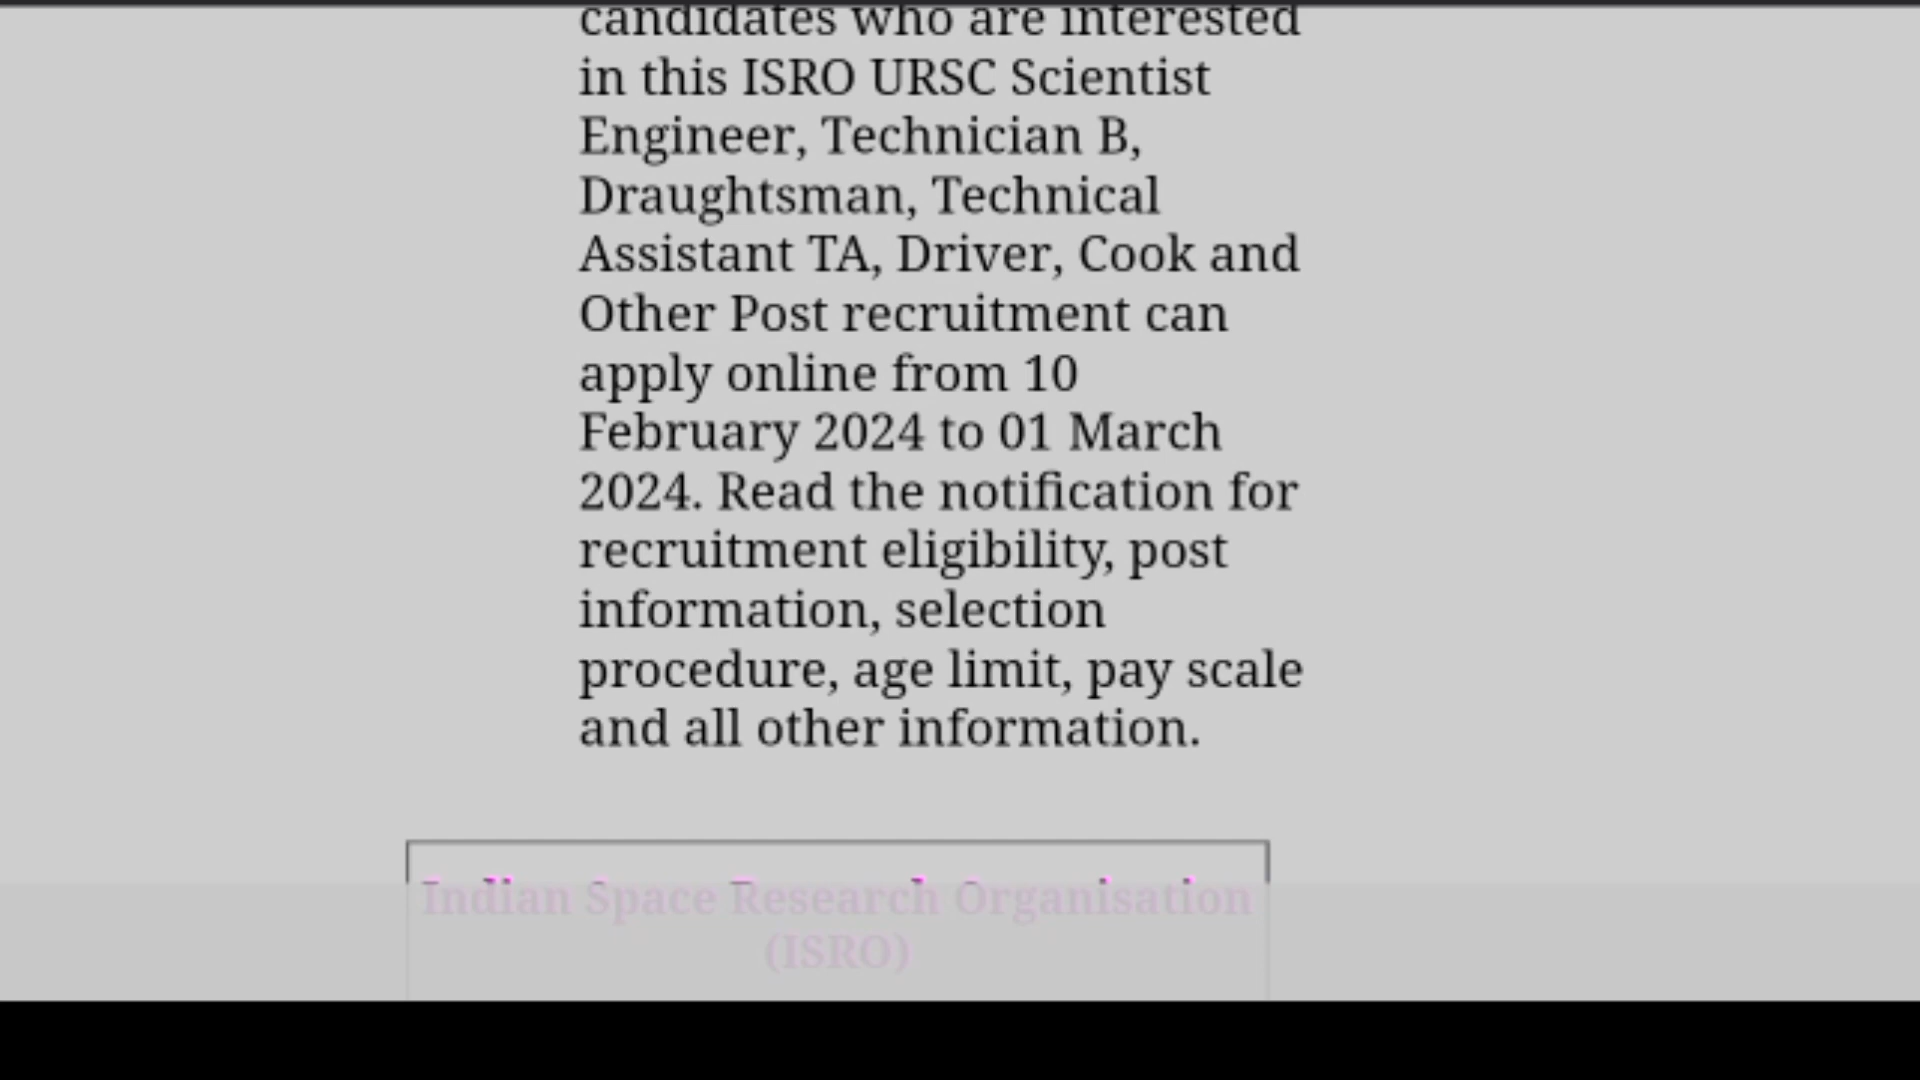 candidates who are interested
in this ISRO URSC Scientist
Engineer, Technician B,
Draughtsman, Technical
Assistant TA, Driver, Cook and
Other Post recruitment can
apply online from 10
February 2024 to 01 March
2024. Read the notification for
recruitment eligibility, post
information, selection
procedure, age limit, pay scale
and all other information.
Indian Space Research Organisation
(ISRO)